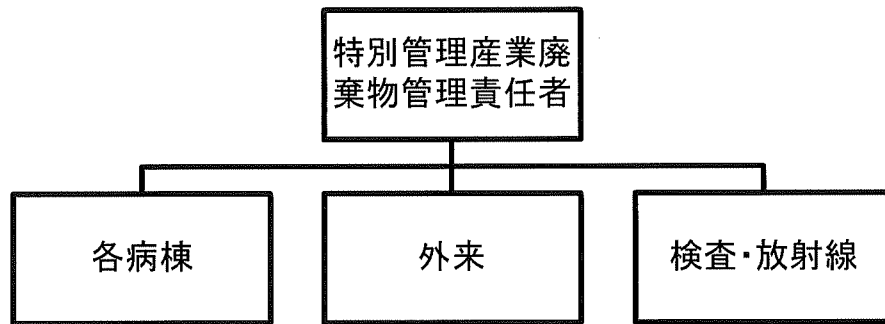 特別管理産業廃
棄物管理責任者
各病棟
外来
検査・放射線